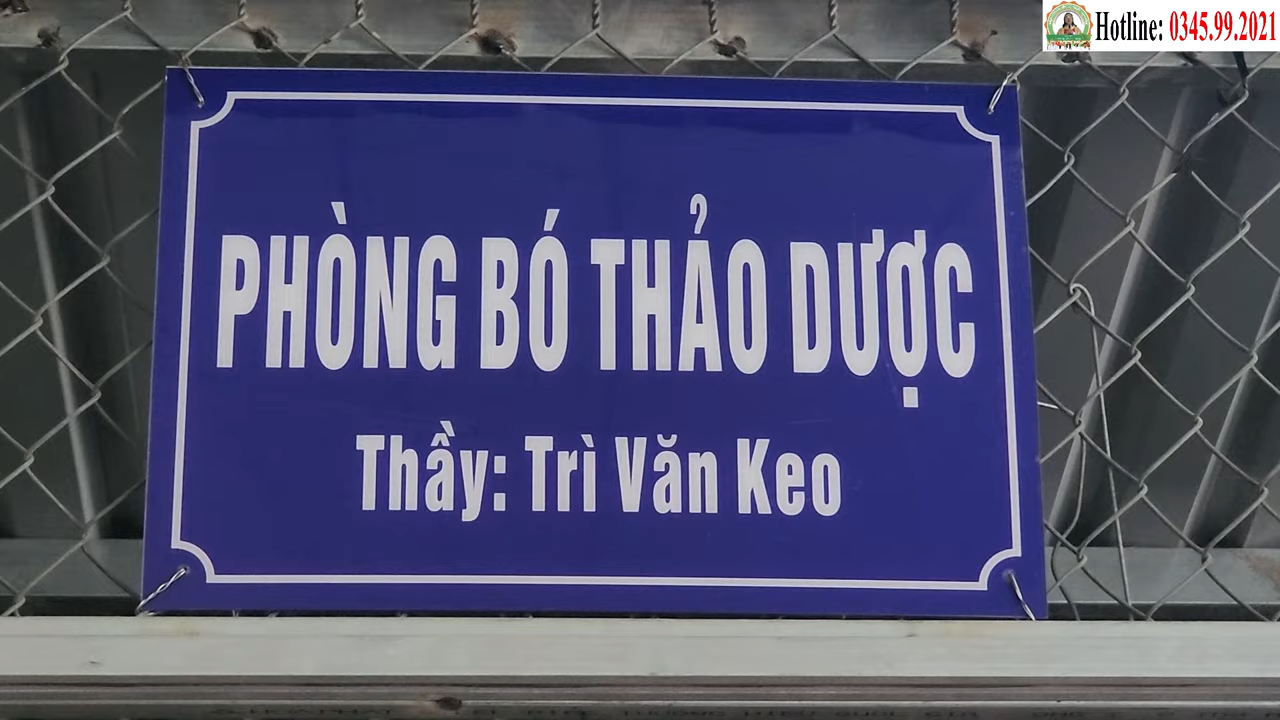 Hotline: 0345.99.2021
PHÒNG BÓ THẢO DƯỢC
Thầy: Trì Văn Keo